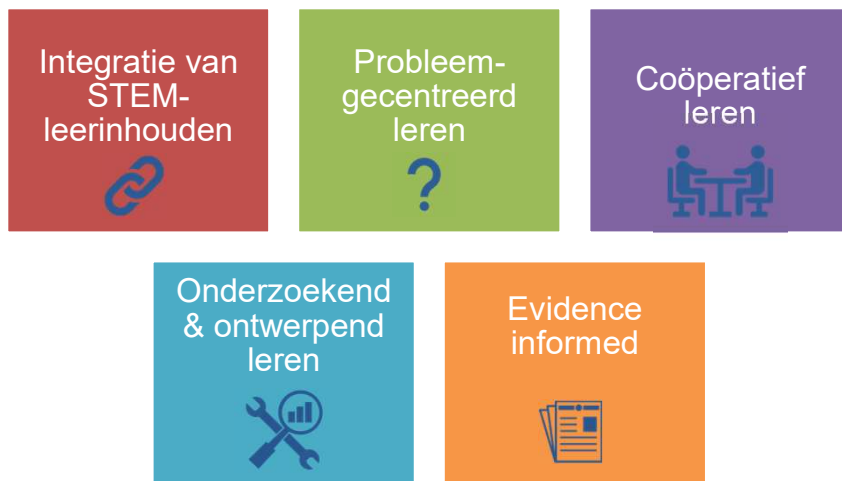 Integratie van
STEM-
leerinhouden
Probleem-
gecentreerd
leren
?
Coöperatief
leren
Onderzoekend
& ontwerpend
leren
Evidence
informed